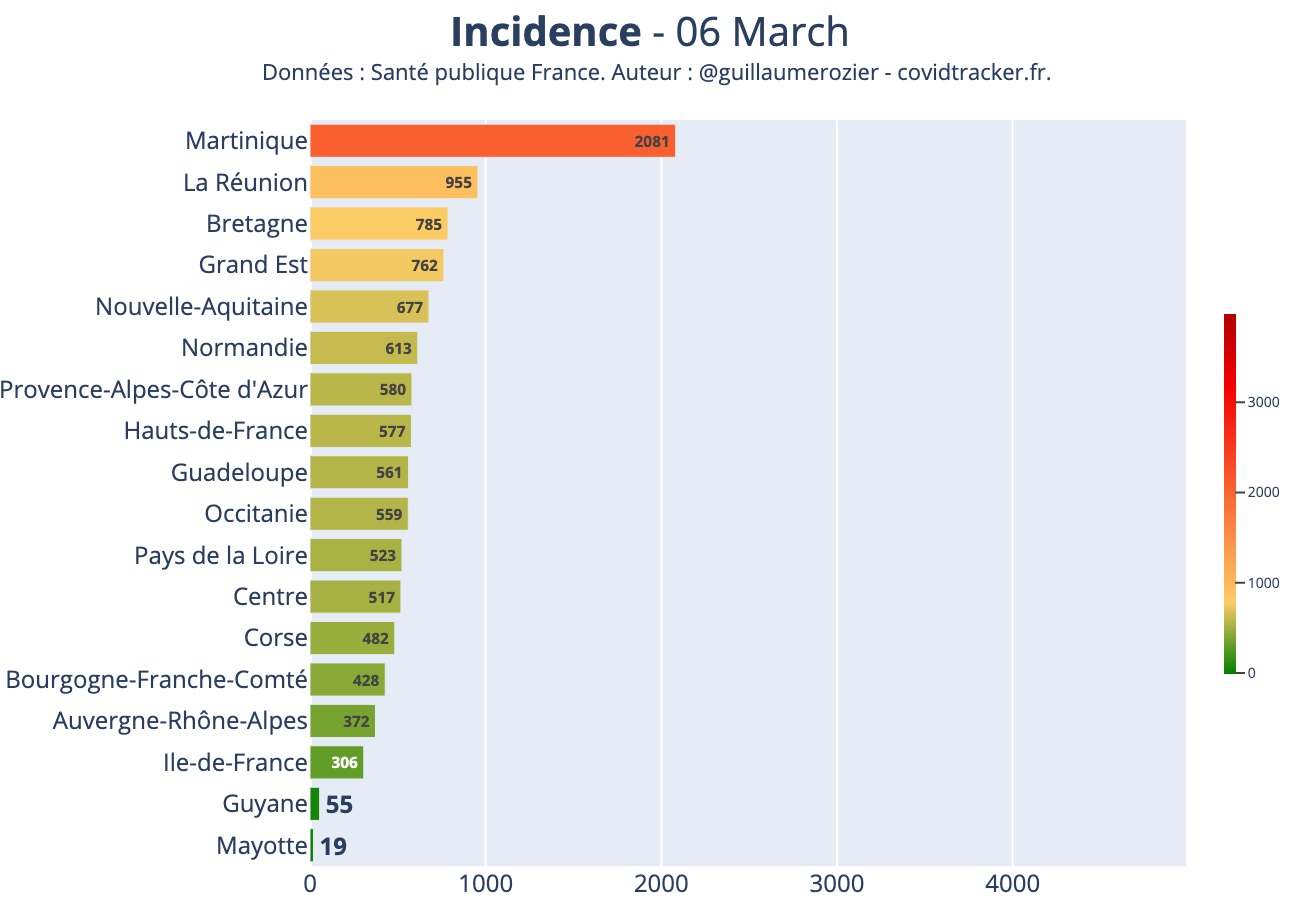 Incidence - 06 March
Données : Santé publique France. Auteur : @guillaumerozier - covidtracker.fr.
Martinique 2081
La Réunion 955
Bretagne 785
Grand Est 762
Nouvelle-Aquitaine 677
Normandie 613
Provence-Alpes-Côte d'Azur 580
Hauts-de-France 577
Guadeloupe 561
Occitanie 559
Pays de la Loire 523
Centre 517
Corse 482
Bourgogne-Franche-Comté 428
Auvergne-Rhône-Alpes 372
Ile-de-France 306
Guyane 55
Mayotte 19
0 1000 2000 3000 4000
3000
2000
1000
0